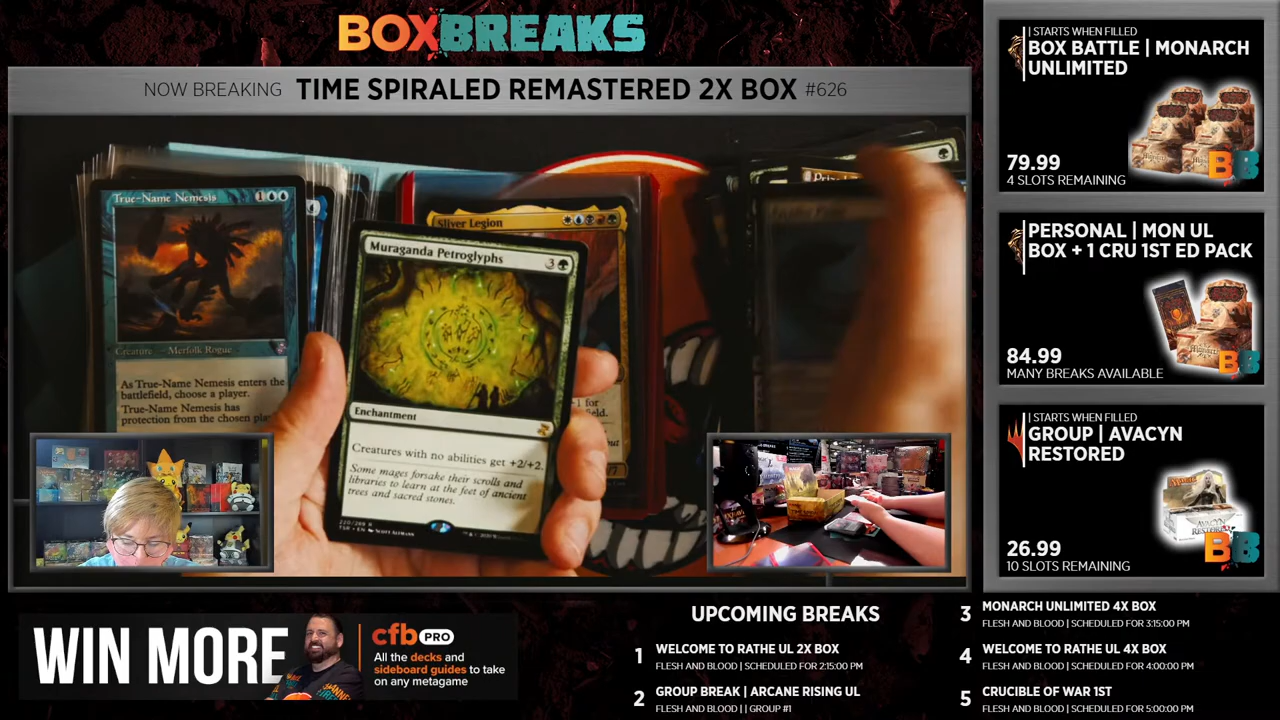 BOXBREAKS
NOW BREAKING TIME SPIRALED REMASTERED 2X BOX #626
True-Name Nemesis 1
Creature — Merfolk Rogue
As True-Name Nemesis enters the
battlefield, choose a player.
True-Name Nemesis has
protection from the chosen
Sliver Legion
Muraganda Petroglyphs 3
Enchantment
Creatures with no abilities get +2/+2.
Some mages forsake their scrolls and
libraries to learn at the feet of ancient
trees and sacred stones.
| STARTS WHEN FILLED
BOX BATTLE | MONARCH
UNLIMITED
79.99
4 SLOTS REMAINING
BB
PERSONAL | MON UL
BOX + 1 CRU 1ST ED PACK
84.99
MANY BREAKS AVAILABLE
BB
| STARTS WHEN FILLED
GROUP | AVACYN
RESTORED
AVACYN
26.99
10 SLOTS REMAINING
BB
WIN MORE
cfb PRO
All the decks and
sideboard guides to take
on any metagame
UPCOMING BREAKS
1 WELCOME TO RATHE UL 2X BOX
FLESH AND BLOOD | SCHEDULED FOR 2:15:00 PM
2 GROUP BREAK | ARCANE RISING UL
FLESH AND BLOOD | | GROUP #1
3 MONARCH UNLIMITED 4X BOX
FLESH AND BLOOD | SCHEDULED FOR 3:15:00 PM
4 WELCOME TO RATHE UL 4X BOX
FLESH AND BLOOD | SCHEDULED FOR 4:00:00 PM
5 CRUCIBLE OF WAR 1ST
FLESH AND BLOOD | SCHEDULED FOR 5:00:00 PM